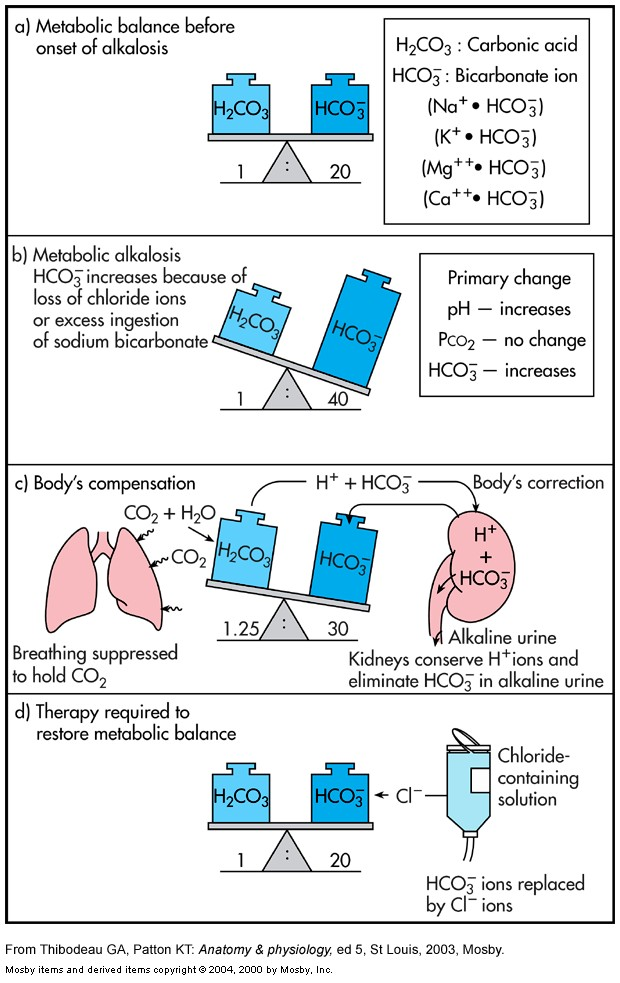 a) Metabolic balance before
onset of alkalosis
H₂CO₃
HCO₃⁻
1 : 20
H₂CO₃ : Carbonic acid
HCO₃⁻ : Bicarbonate ion
(Na⁺ • HCO₃⁻)
(K⁺ • HCO₃⁻)
(Mg⁺⁺ • HCO₃⁻)
(Ca⁺⁺ • HCO₃⁻)
b) Metabolic alkalosis
HCO₃⁻ increases because of
loss of chloride ions
or excess ingestion
of sodium bicarbonate
H₂CO₃
HCO₃⁻
1 : 40
Primary change
pH — increases
PCO₂ — no change
HCO₃⁻ — increases
c) Body's compensation
H⁺ + HCO₃⁻
Body's correction
CO₂ + H₂O
CO₂
H₂CO₃
HCO₃⁻
H⁺
+
HCO₃⁻
1.25 : 30
Breathing suppressed
to hold CO₂
Alkaline urine
Kidneys conserve H⁺ ions and
eliminate HCO₃⁻ in alkaline urine
d) Therapy required to
restore metabolic balance
H₂CO₃
HCO₃⁻
Cl⁻
1 : 20
Chloride-
containing
solution
HCO₃⁻ ions replaced
by Cl⁻ ions
From Thibodeau GA, Patton KT: Anatomy & physiology, ed 5, St Louis, 2003, Mosby.
Mosby items and derived items copyright © 2004, 2000 by Mosby, Inc.